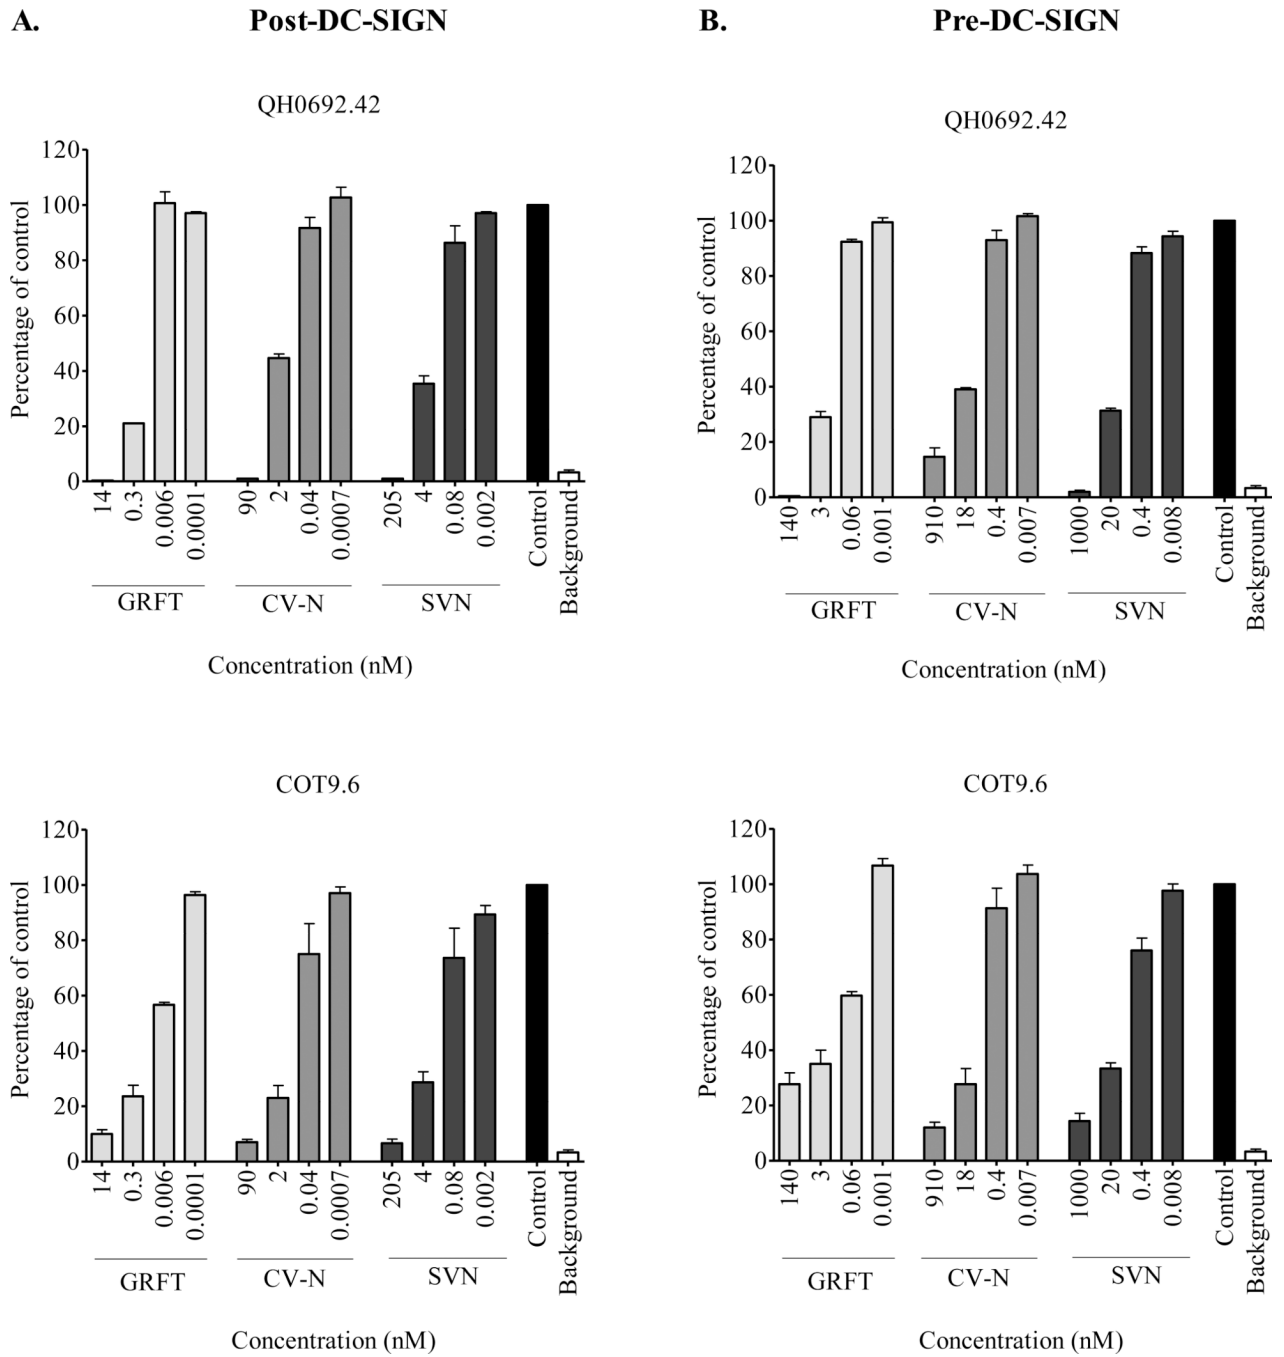 A. Post-DC-SIGN
QH0692.42
Percentage of control
120
100
80
60
40
20
0
14 0.3 0.006 0.0001 90 2 0.04 0.0007 205 4 0.08 0.002 Control Background
GRFT CV-N SVN
Concentration (nM)
COT9.6
Percentage of control
120
100
80
60
40
20
0
14 0.3 0.006 0.0001 90 2 0.04 0.0007 205 4 0.08 0.002 Control Background
GRFT CV-N SVN
Concentration (nM)
B. Pre-DC-SIGN
QH0692.42
Percentage of control
120
100
80
60
40
20
0
140 3 0.06 0.001 910 18 0.4 0.007 1000 20 0.4 0.008 Control Background
GRFT CV-N SVN
Concentration (nM)
COT9.6
Percentage of control
120
100
80
60
40
20
0
140 3 0.06 0.001 910 18 0.4 0.007 1000 20 0.4 0.008 Control Background
GRFT CV-N SVN
Concentration (nM)